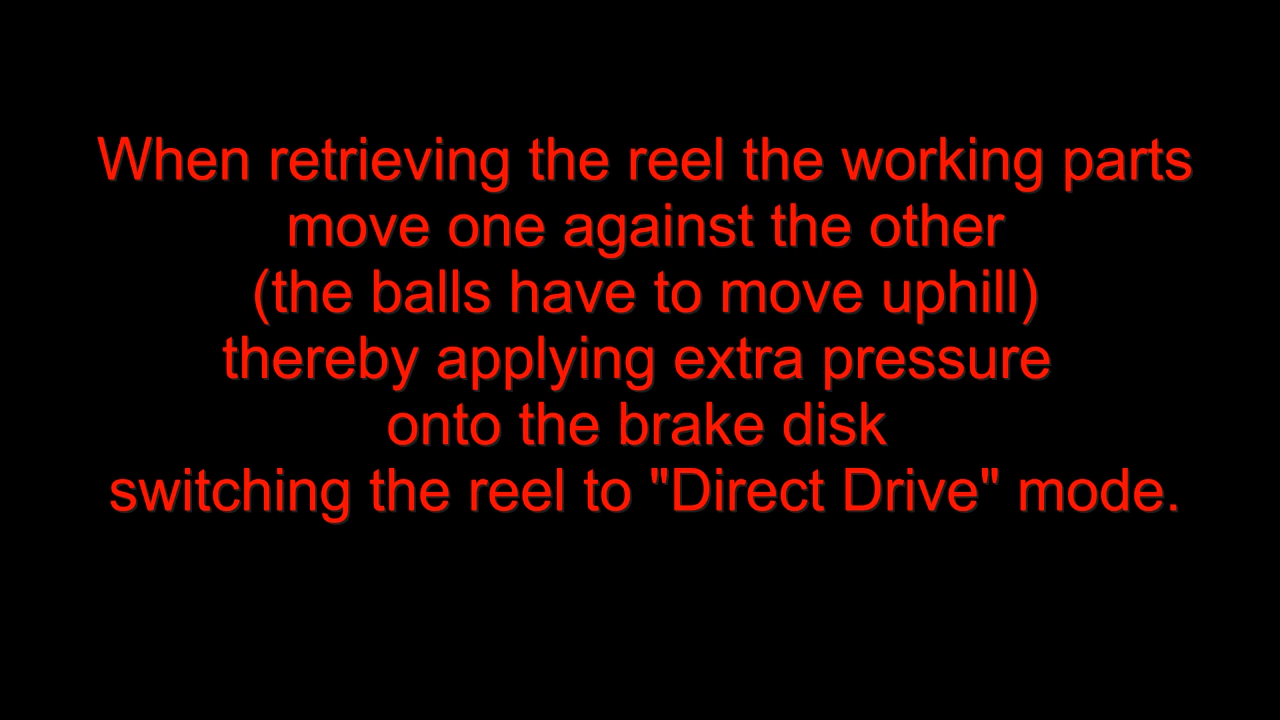 When retrieving the reel the working parts
move one against the other
(the balls have to move uphill)
thereby applying extra pressure
onto the brake disk
switching the reel to "Direct Drive" mode.